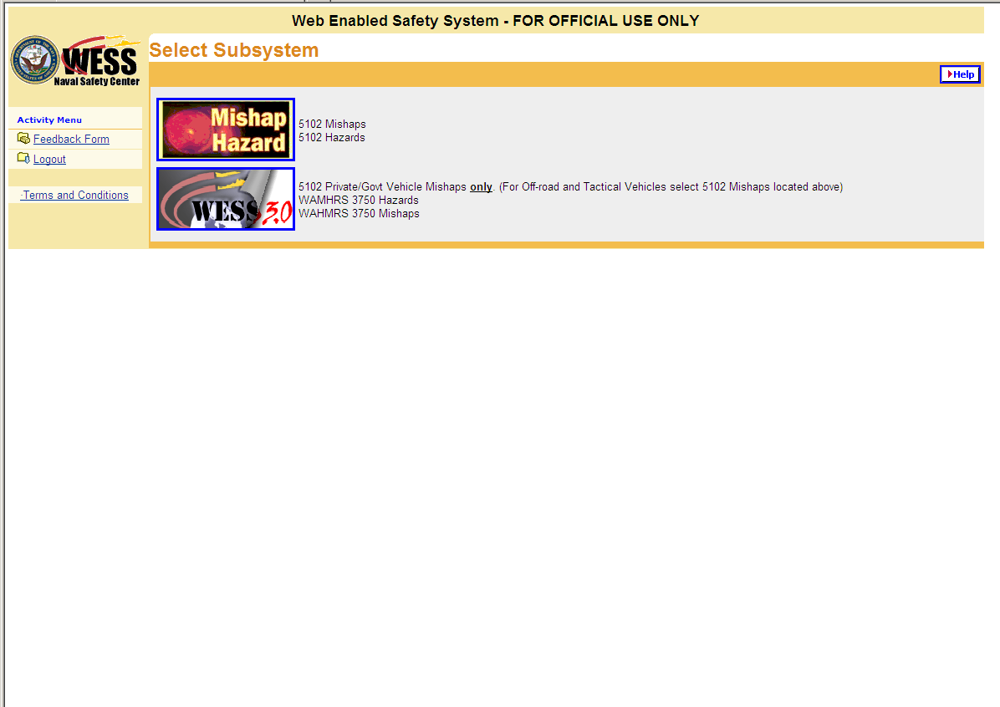 Web Enabled Safety System - FOR OFFICIAL USE ONLY
WESS
Naval Safety Center
Select Subsystem
Help
Activity Menu
Feedback Form
Logout
·Terms and Conditions
Mishap
Hazard
5102 Mishaps
5102 Hazards
WESS 3.0
5102 Private/Govt Vehicle Mishaps only. (For Off-road and Tactical Vehicles select 5102 Mishaps located above)
WAMHRS 3750 Hazards
WAHMRS 3750 Mishaps